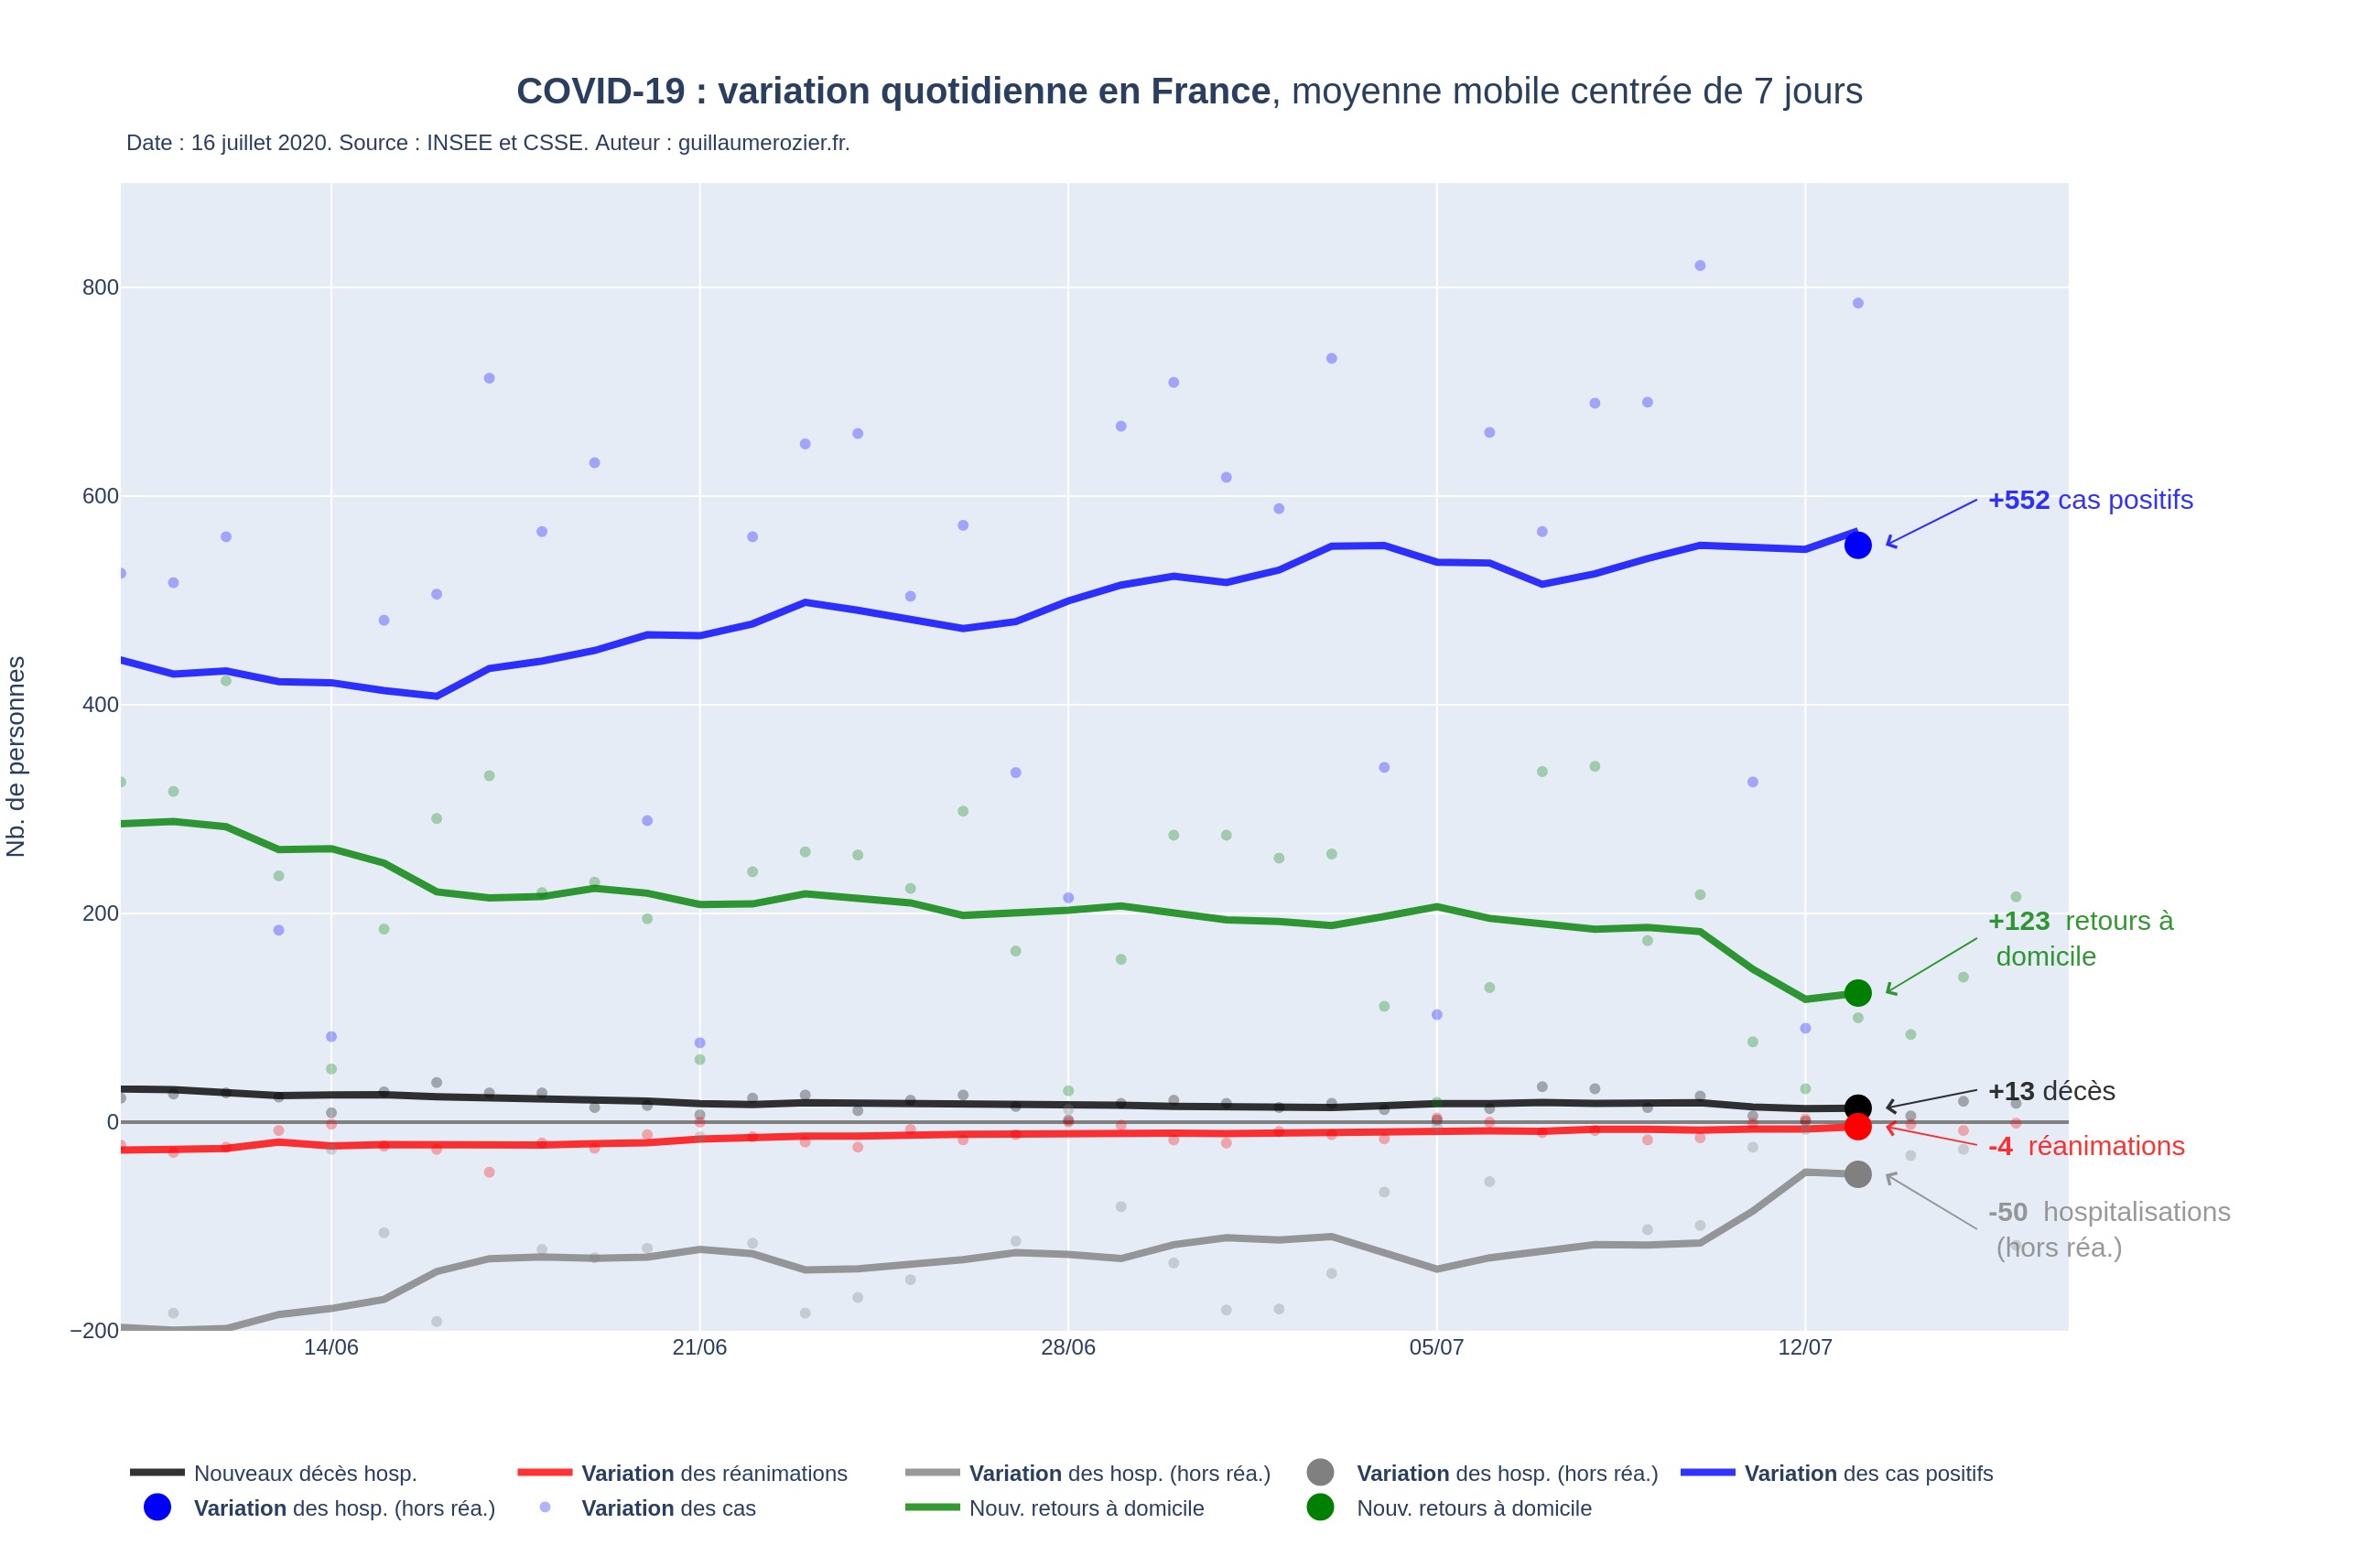 COVID-19 : variation quotidienne en France, moyenne mobile centrée de 7 jours
Date : 16 juillet 2020. Source : INSEE et CSSE. Auteur : guillaumerozier.fr.
Nb. de personnes
800
600
400
200
0
−200
14/06
21/06
28/06
05/07
12/07
+552 cas positifs
+123 retours à
domicile
+13 décès
-4 réanimations
-50 hospitalisations
(hors réa.)
Nouveaux décès hosp.
Variation des réanimations
Variation des hosp. (hors réa.)
Variation des hosp. (hors réa.)
Variation des cas positifs
Variation des hosp. (hors réa.)
Variation des cas
Nouv. retours à domicile
Nouv. retours à domicile